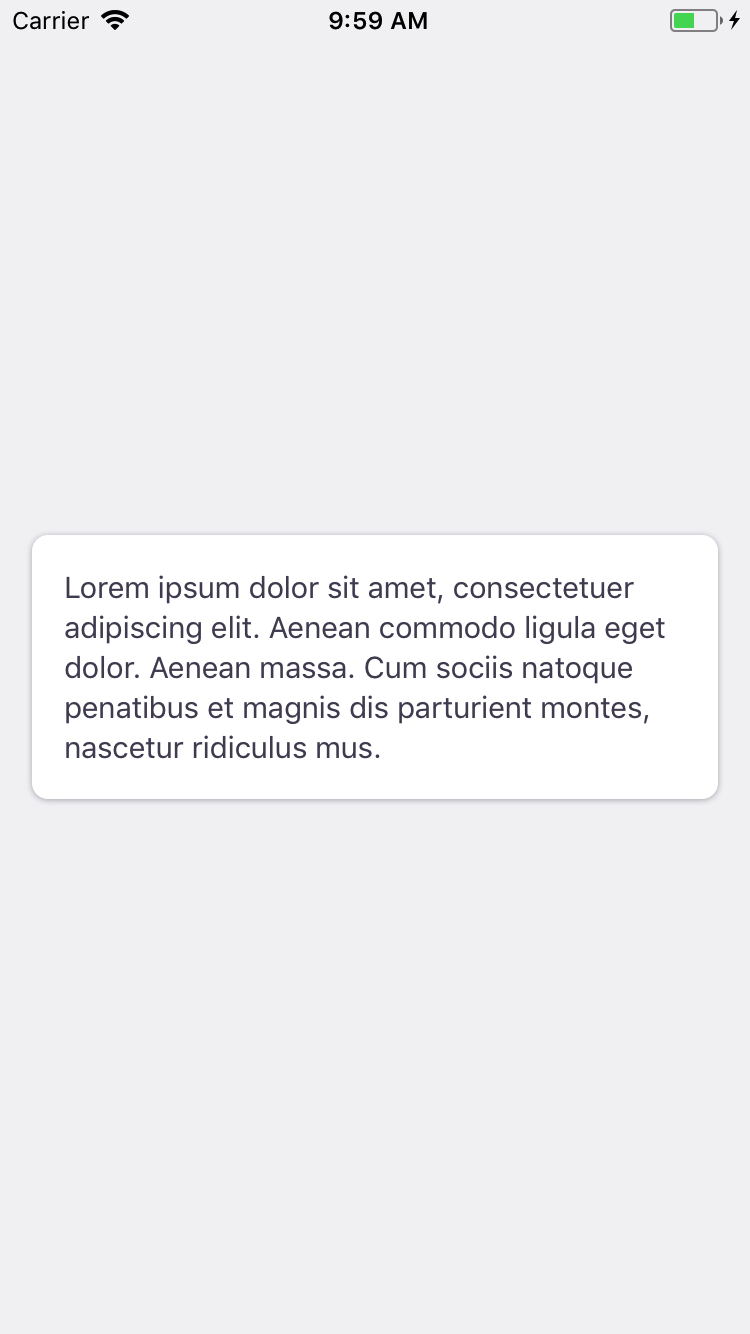 Carrier 9:59 AM
Lorem ipsum dolor sit amet, consectetuer
adipiscing elit. Aenean commodo ligula eget
dolor. Aenean massa. Cum sociis natoque
penatibus et magnis dis parturient montes,
nascetur ridiculus mus.